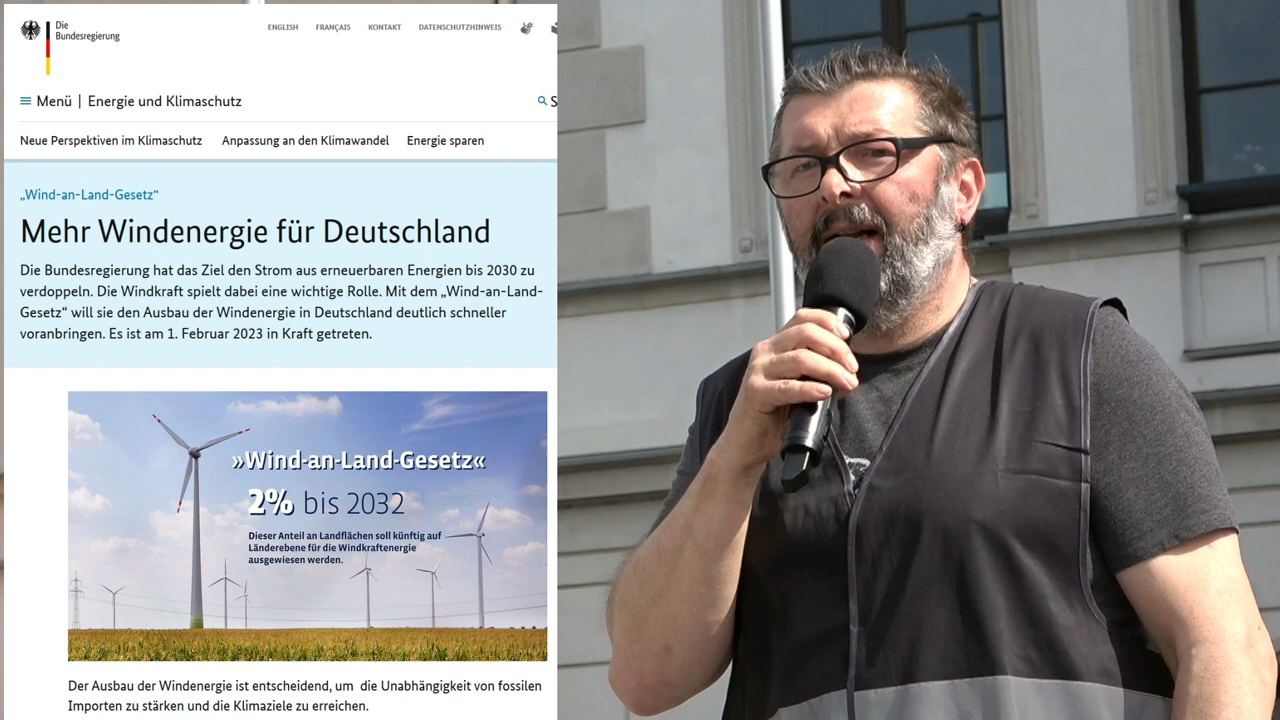 Die
Bundesregierung
ENGLISH FRANÇAIS KONTAKT DATENSCHUTZHINWEIS
Menü | Energie und Klimaschutz S
Neue Perspektiven im Klimaschutz Anpassung an den Klimawandel Energie sparen
„Wind-an-Land-Gesetz“
Mehr Windenergie für Deutschland
Die Bundesregierung hat das Ziel den Strom aus erneuerbaren Energien bis 2030 zu
verdoppeln. Die Windkraft spielt dabei eine wichtige Rolle. Mit dem „Wind-an-Land-
Gesetz“ will sie den Ausbau der Windenergie in Deutschland deutlich schneller
voranbringen. Es ist am 1. Februar 2023 in Kraft getreten.
»Wind-an-Land-Gesetz«
2% bis 2032
Dieser Anteil an Landflächen soll künftig auf
Länderebene für die Windkraftenergie
ausgewiesen werden.
Der Ausbau der Windenergie ist entscheidend, um die Unabhängigkeit von fossilen
Importen zu stärken und die Klimaziele zu erreichen.